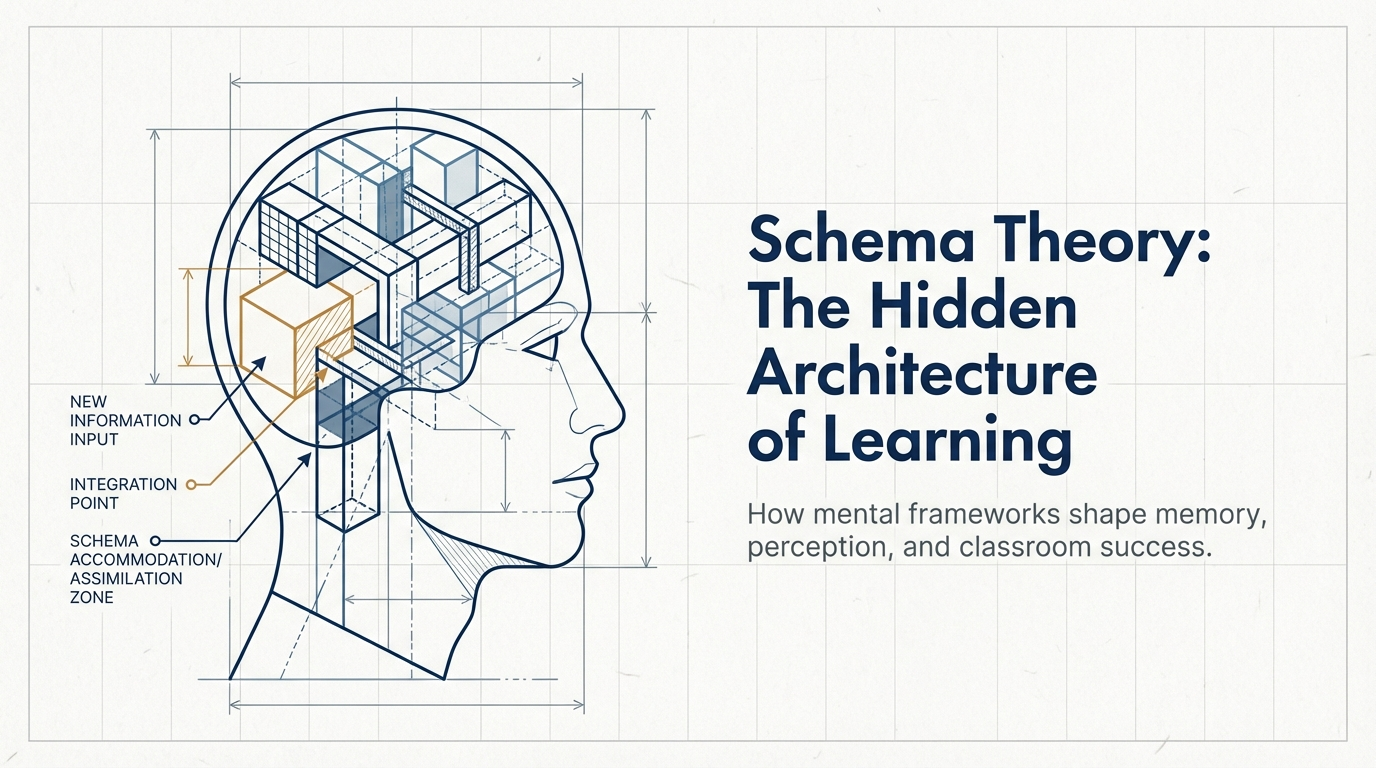 Schema Theory:
The Hidden
Architecture
of Learning
How mental frameworks shape memory,
perception, and classroom success.
NEW
INFORMATION
INPUT
INTEGRATION
POINT
SCHEMA
ACCOMMODATION/
ASSIMILATION
ZONE